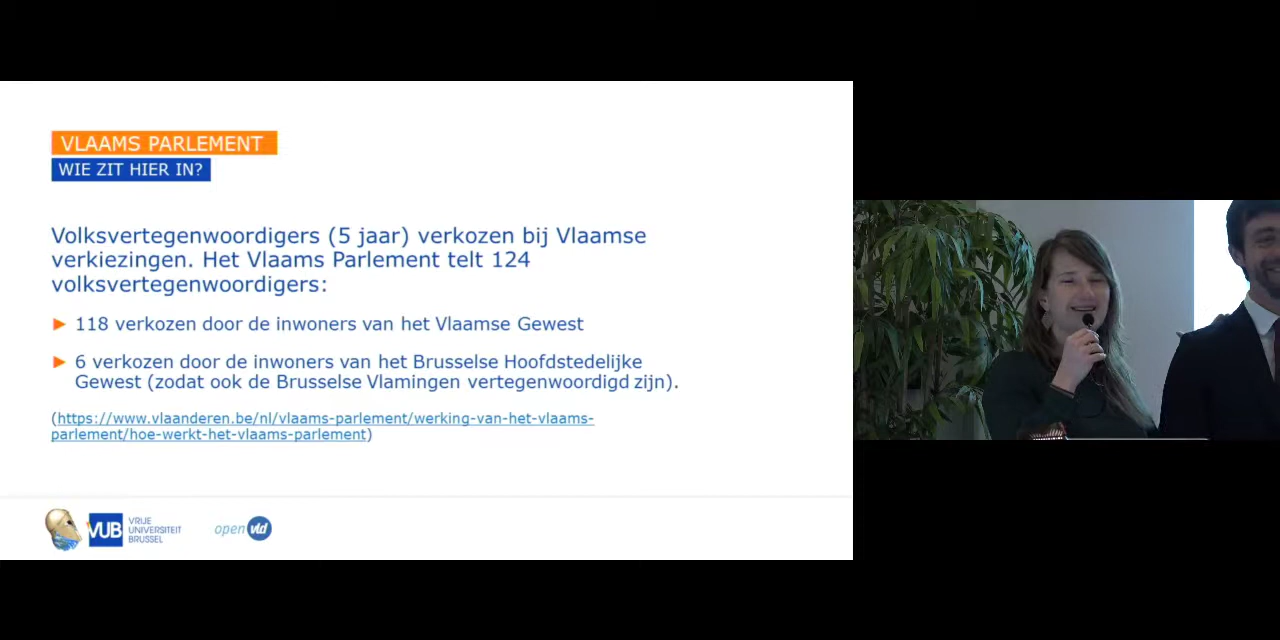 VLAAMS PARLEMENT
WIE ZIT HIER IN?
Volksvertegenwoordigers (5 jaar) verkozen bij Vlaamse
verkiezingen. Het Vlaams Parlement telt 124
volksvertegenwoordigers:
► 118 verkozen door de inwoners van het Vlaamse Gewest
► 6 verkozen door de inwoners van het Brusselse Hoofdstedelijke
Gewest (zodat ook de Brusselse Vlamingen vertegenwoordigd zijn).
(https://www.vlaanderen.be/nl/vlaams-parlement/werking-van-het-vlaams-
parlement/hoe-werkt-het-vlaams-parlement)
VUB
VRIJE
UNIVERSITEIT
BRUSSEL
open vld